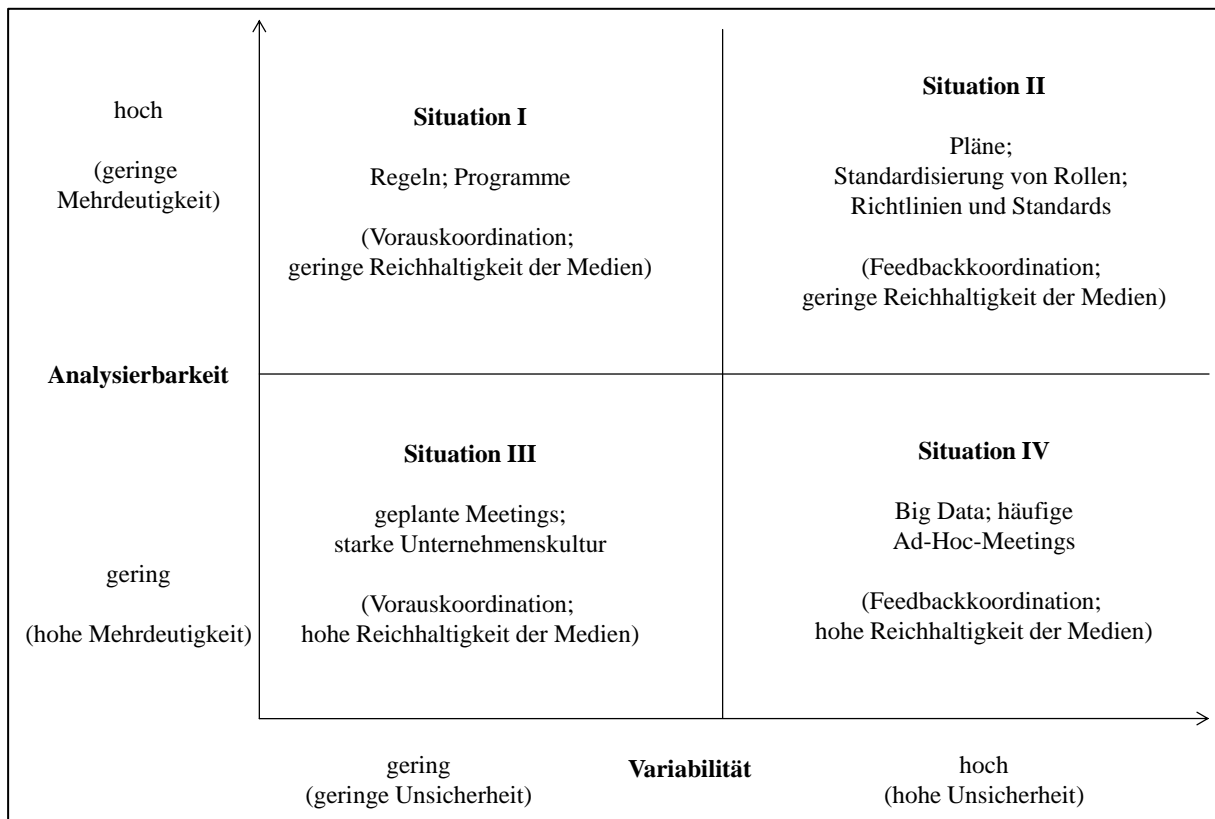 hoch
(geringe
Mehrdeutigkeit)
Situation I
Regeln; Programme
(Vorauskoordination;
geringe Reichhaltigkeit der Medien)
Situation II
Pläne;
Standardisierung von Rollen;
Richtlinien und Standards
(Feedbackkoordination;
geringe Reichhaltigkeit der Medien)
Analysierbarkeit
gering
(hohe Mehrdeutigkeit)
Situation III
geplante Meetings;
starke Unternehmenskultur
(Vorauskoordination;
hohe Reichhaltigkeit der Medien)
Situation IV
Big Data; häufige
Ad-Hoc-Meetings
(Feedbackkoordination;
hohe Reichhaltigkeit der Medien)
gering
(geringe Unsicherheit)
Variabilität
hoch
(hohe Unsicherheit)